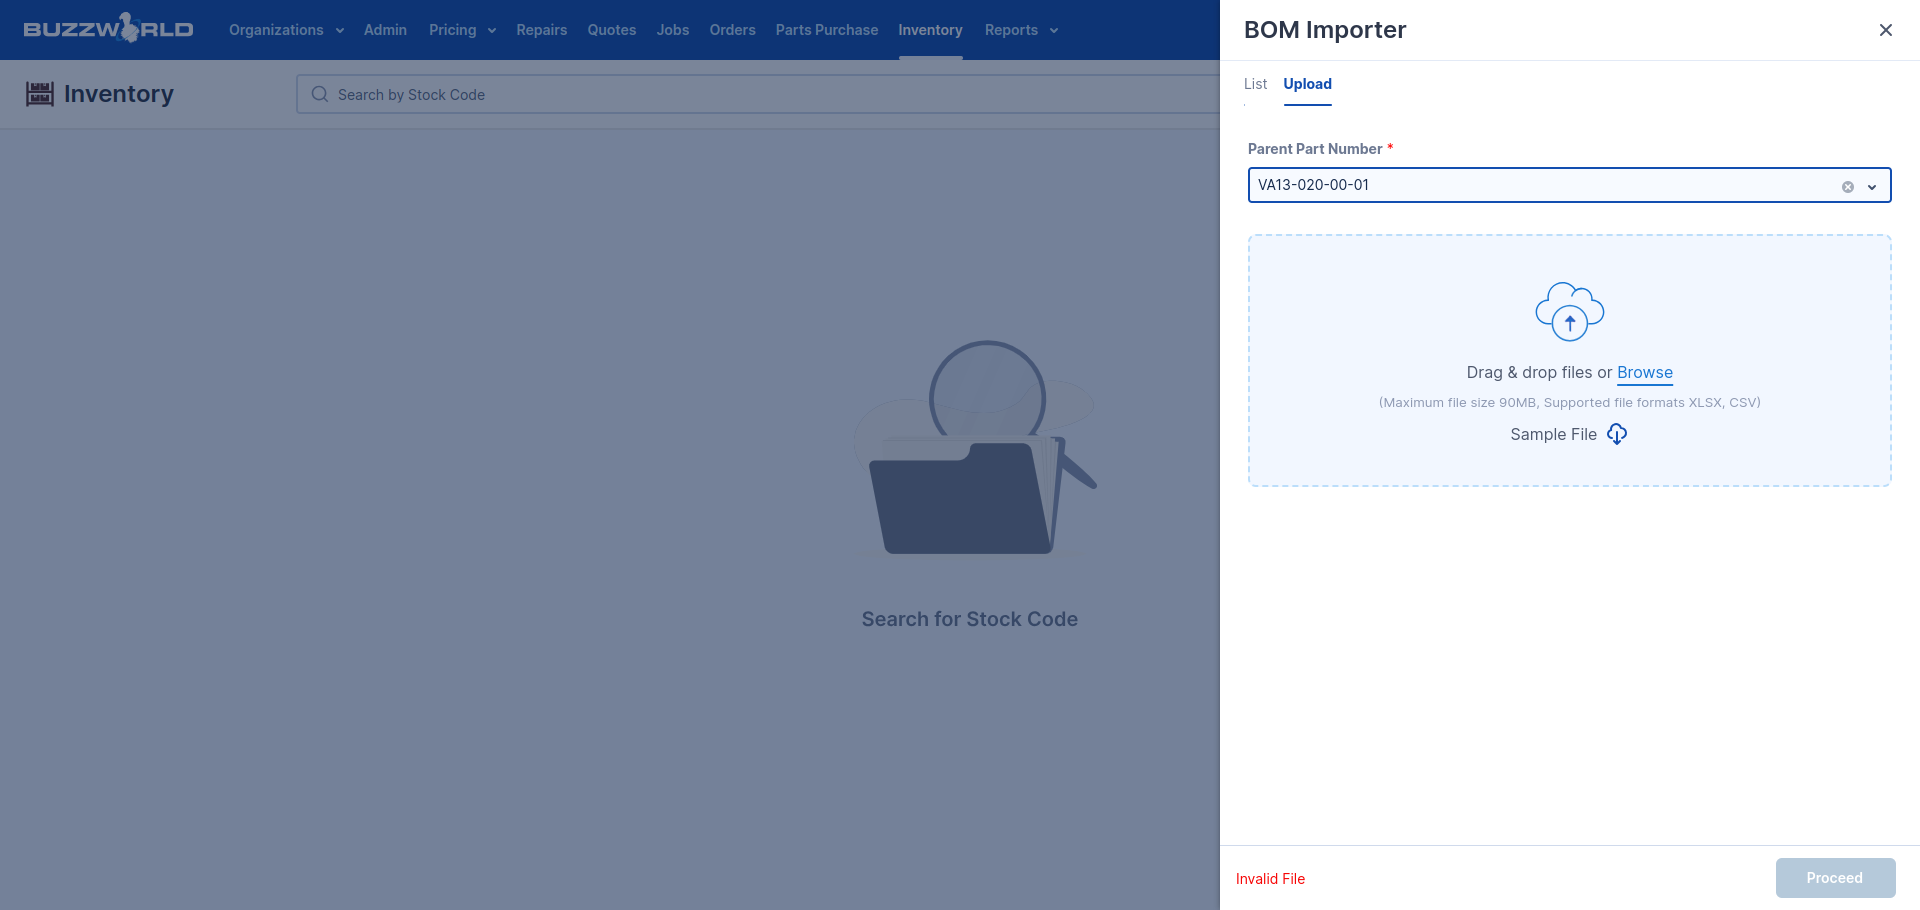 BUZZWORLD Organizations Admin Pricing Repairs Quotes Jobs Orders Parts Purchase Inventory Reports
Inventory
Search by Stock Code
Search for Stock Code
BOM Importer
List Upload
Parent Part Number *
VA13-020-00-01
Drag & drop files or Browse
(Maximum file size 90MB, Supported file formats XLSX, CSV)
Sample File
Invalid File
Proceed